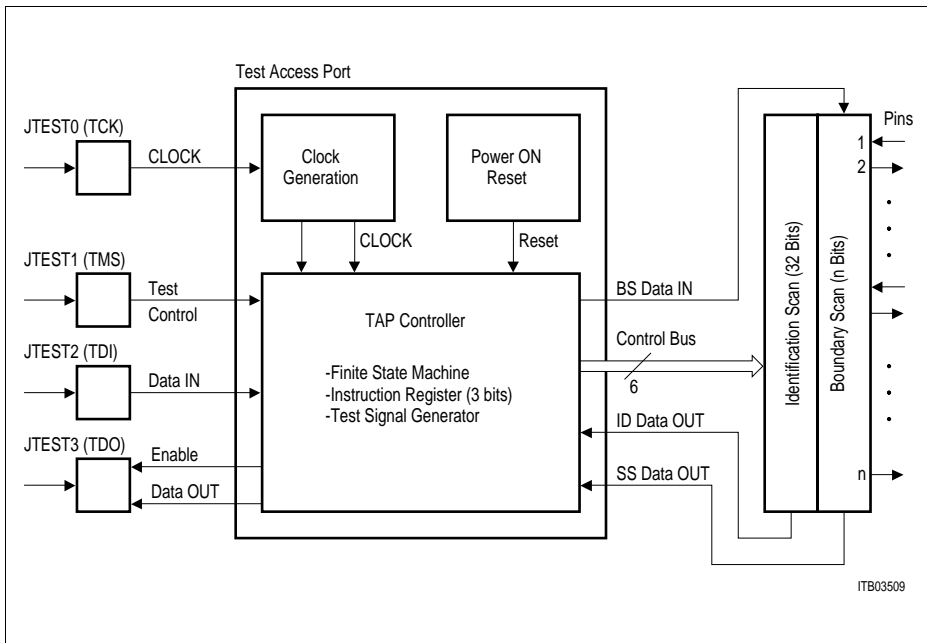 Test Access Port
JTEST0 (TCK)
CLOCK
Clock
Generation
Power ON
Reset
CLOCK
Reset
JTEST1 (TMS)
Test
Control
JTEST2 (TDI)
Data IN
JTEST3 (TDO)
Enable
Data OUT
TAP Controller
-Finite State Machine
-Instruction Register (3 bits)
-Test Signal Generator
BS Data IN
Control Bus
6
ID Data OUT
SS Data OUT
Identification Scan (32 Bits)
Boundary Scan (n Bits)
Pins
1
2
n
ITB03509